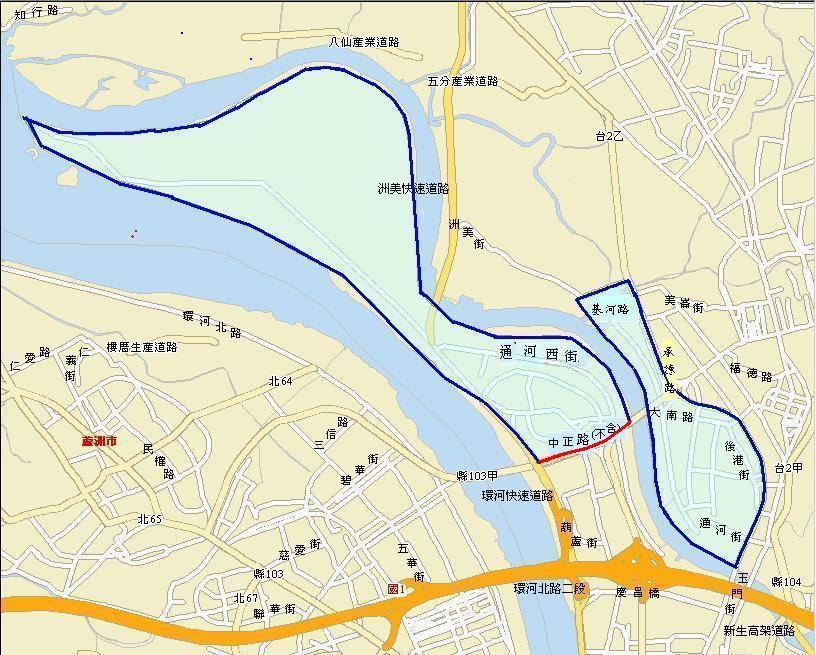 知行路
八仙産業道路
五分産業道路
台2乙
洲美快速道路
洲美街
基河路
美崙街
環河北路
樓厝生産道路
仁愛路
義仁街
通河西街
承德路
福德路
北64
大南路
中正路(不含)
後港街
蘆洲市
三信路
民權路
碧華街
縣103甲
台2甲
環河快速道路
北65
通河街
葫蘆街
慈愛街
五華街
縣103
玉門街
縣104
國1
環河北路二段
慶昌橋
北67
聯華街
新生高架道路